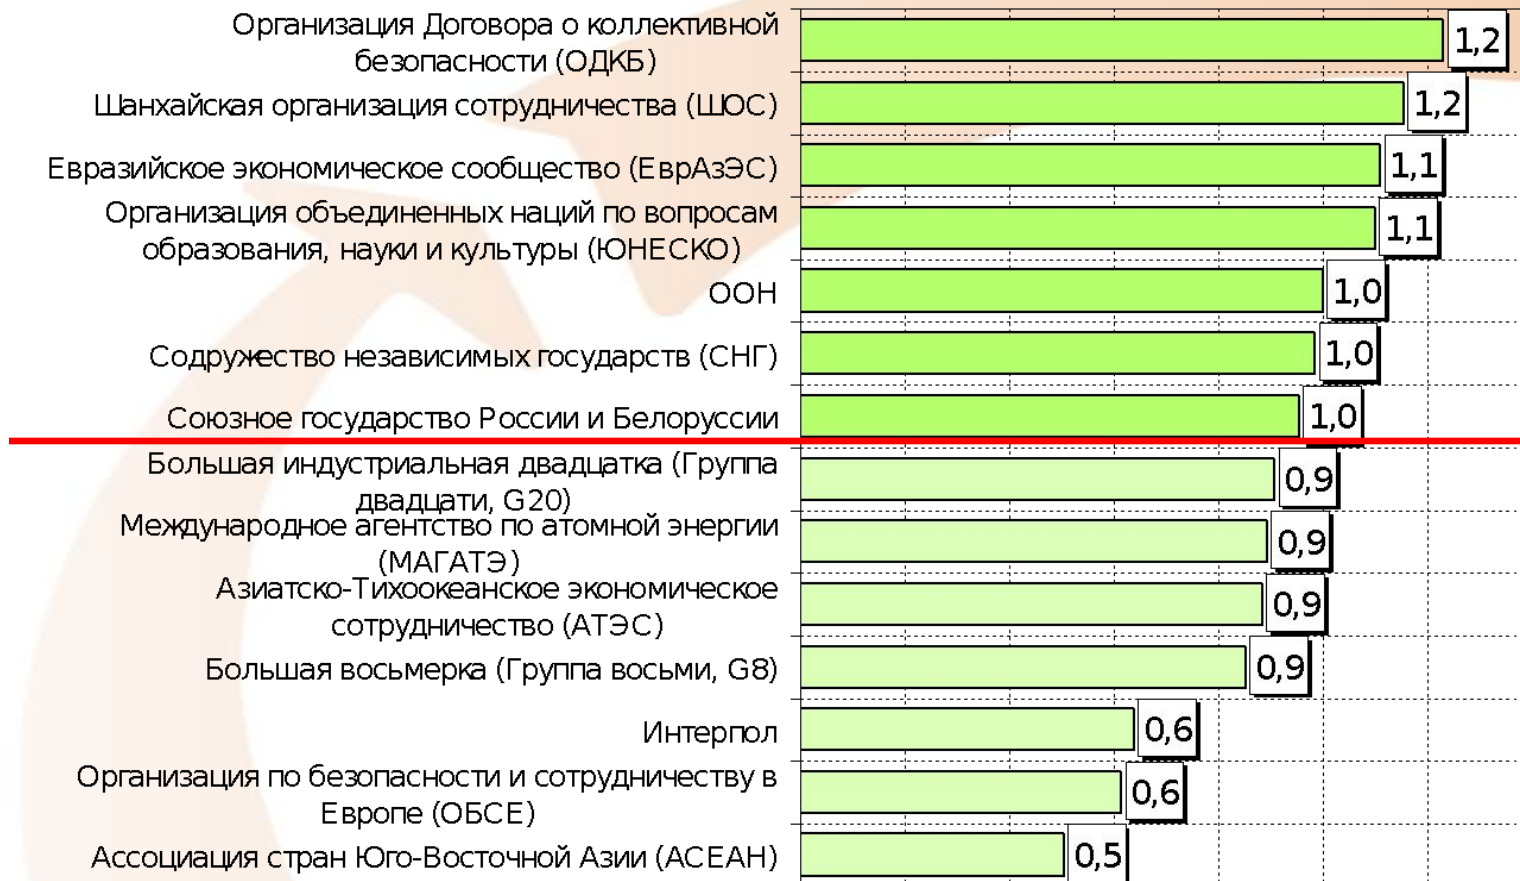 Организация Договора о коллективной
безопасности (ОДКБ)
1,2
Шанхайская организация сотрудничества (ШОС)
1,2
Евразийское экономическое сообщество (ЕврАзЭС)
1,1
Организация объединенных наций по вопросам
образования, науки и культуры (ЮНЕСКО)
1,1
ООН
1,0
Содружество независимых государств (СНГ)
1,0
Союзное государство России и Белоруссии
1,0
Большая индустриальная двадцатка (Группа
двадцати, G20)
0,9
Международное агентство по атомной энергии
(МАГАТЭ)
0,9
Азиатско-Тихоокеанское экономическое
сотрудничество (АТЭС)
0,9
Большая восьмерка (Группа восьми, G8)
0,9
Интерпол
0,6
Организация по безопасности и сотрудничеству в
Европе (ОБСЕ)
0,6
Ассоциация стран Юго-Восточной Азии (АСЕАН)
0,5